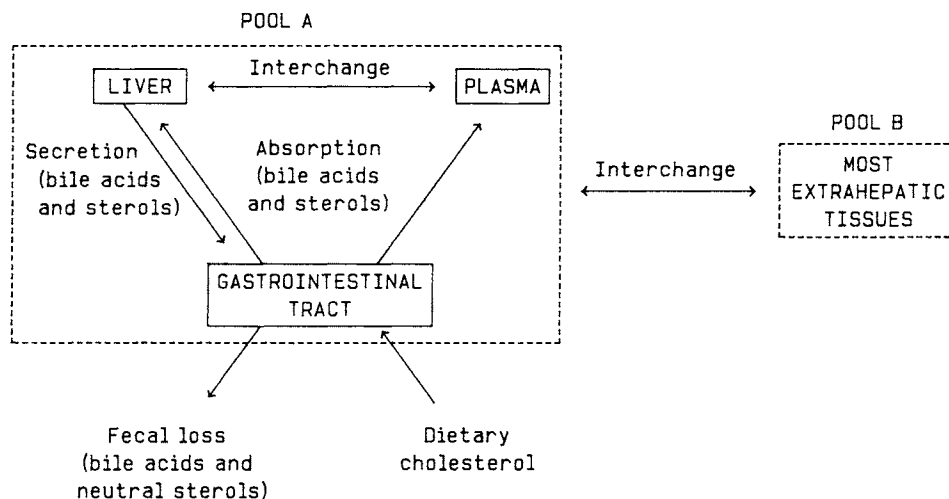 POOL A
LIVER
Interchange
PLASMA
Secretion
(bile acids
and sterols)
Absorption
(bile acids
and sterols)
GASTROINTESTINAL
TRACT
Interchange
POOL B
MOST
EXTRAHEPATIC
TISSUES
Fecal loss
(bile acids and
neutral sterols)
Dietary
cholesterol